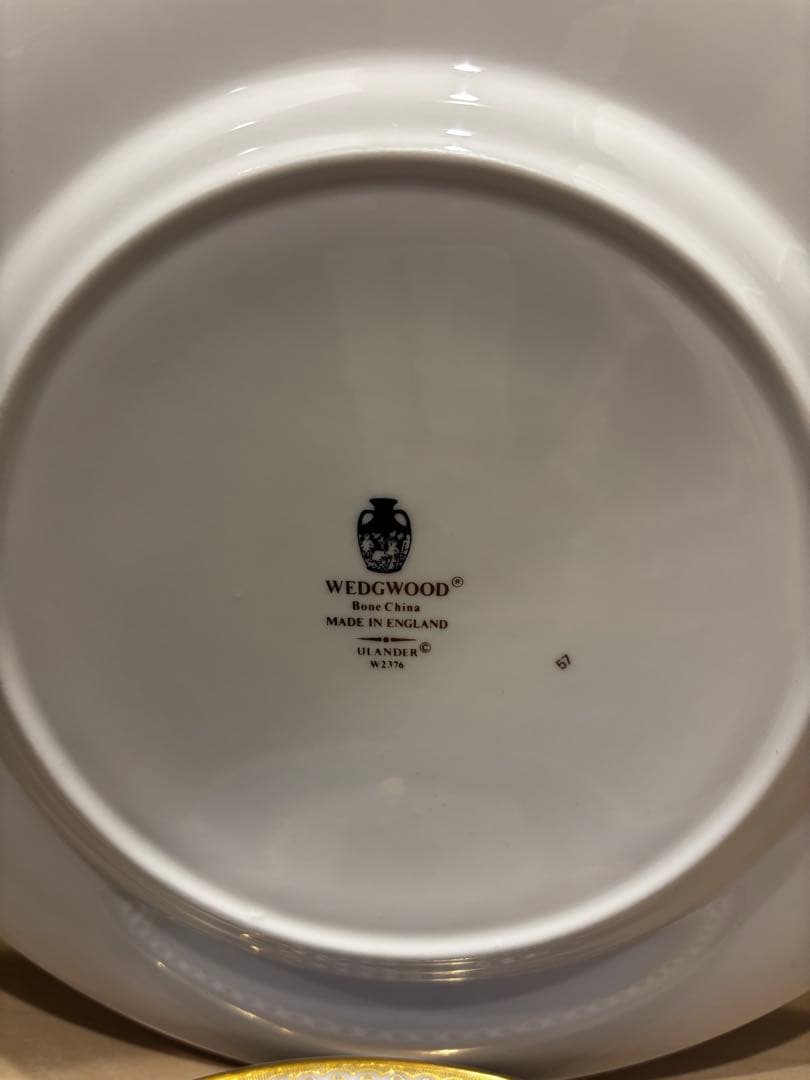 WEDGWOOD®
Bone China
MADE IN ENGLAND
ULANDER©
W2376
57